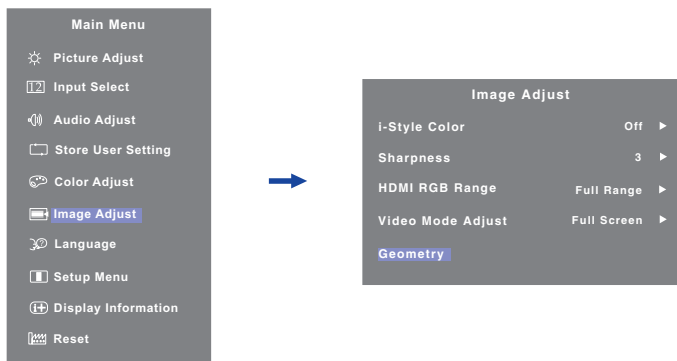 Main Menu
Picture Adjust
12 Input Select
Audio Adjust
Store User Setting
Color Adjust
Image Adjust
Language
Setup Menu
Display Information
Reset
Image Adjust
i-Style Color Off
Sharpness 3
HDMI RGB Range Full Range
Video Mode Adjust Full Screen
Geometry